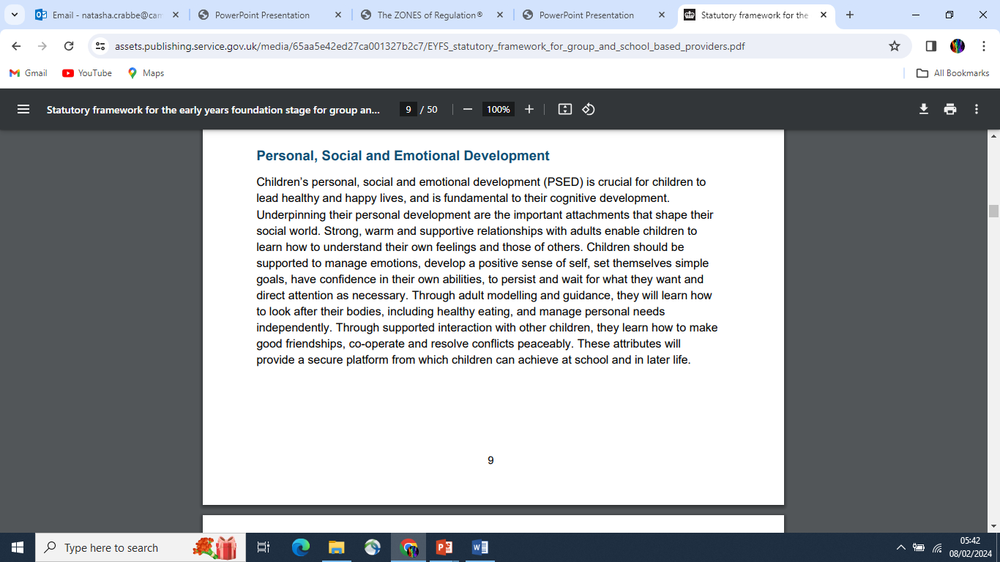 Email - natasha.crabbe@cam
PowerPoint Presentation
The ZONES of Regulation®
PowerPoint Presentation
Statutory framework for the
assets.publishing.service.gov.uk/media/65aa5e42ed27ca001327b2c7/EYFS_statutory_framework_for_group_and_school_based_providers.pdf
Gmail
YouTube
Maps
All Bookmarks
Statutory framework for the early years foundation stage for group an...
9 / 50
100%
Personal, Social and Emotional Development
Children’s personal, social and emotional development (PSED) is crucial for children to
lead healthy and happy lives, and is fundamental to their cognitive development.
Underpinning their personal development are the important attachments that shape their
social world. Strong, warm and supportive relationships with adults enable children to
learn how to understand their own feelings and those of others. Children should be
supported to manage emotions, develop a positive sense of self, set themselves simple
goals, have confidence in their own abilities, to persist and wait for what they want and
direct attention as necessary. Through adult modelling and guidance, they will learn how
to look after their bodies, including healthy eating, and manage personal needs
independently. Through supported interaction with other children, they learn how to make
good friendships, co-operate and resolve conflicts peaceably. These attributes will
provide a secure platform from which children can achieve at school and in later life.
9
Type here to search
05:42
08/02/2024